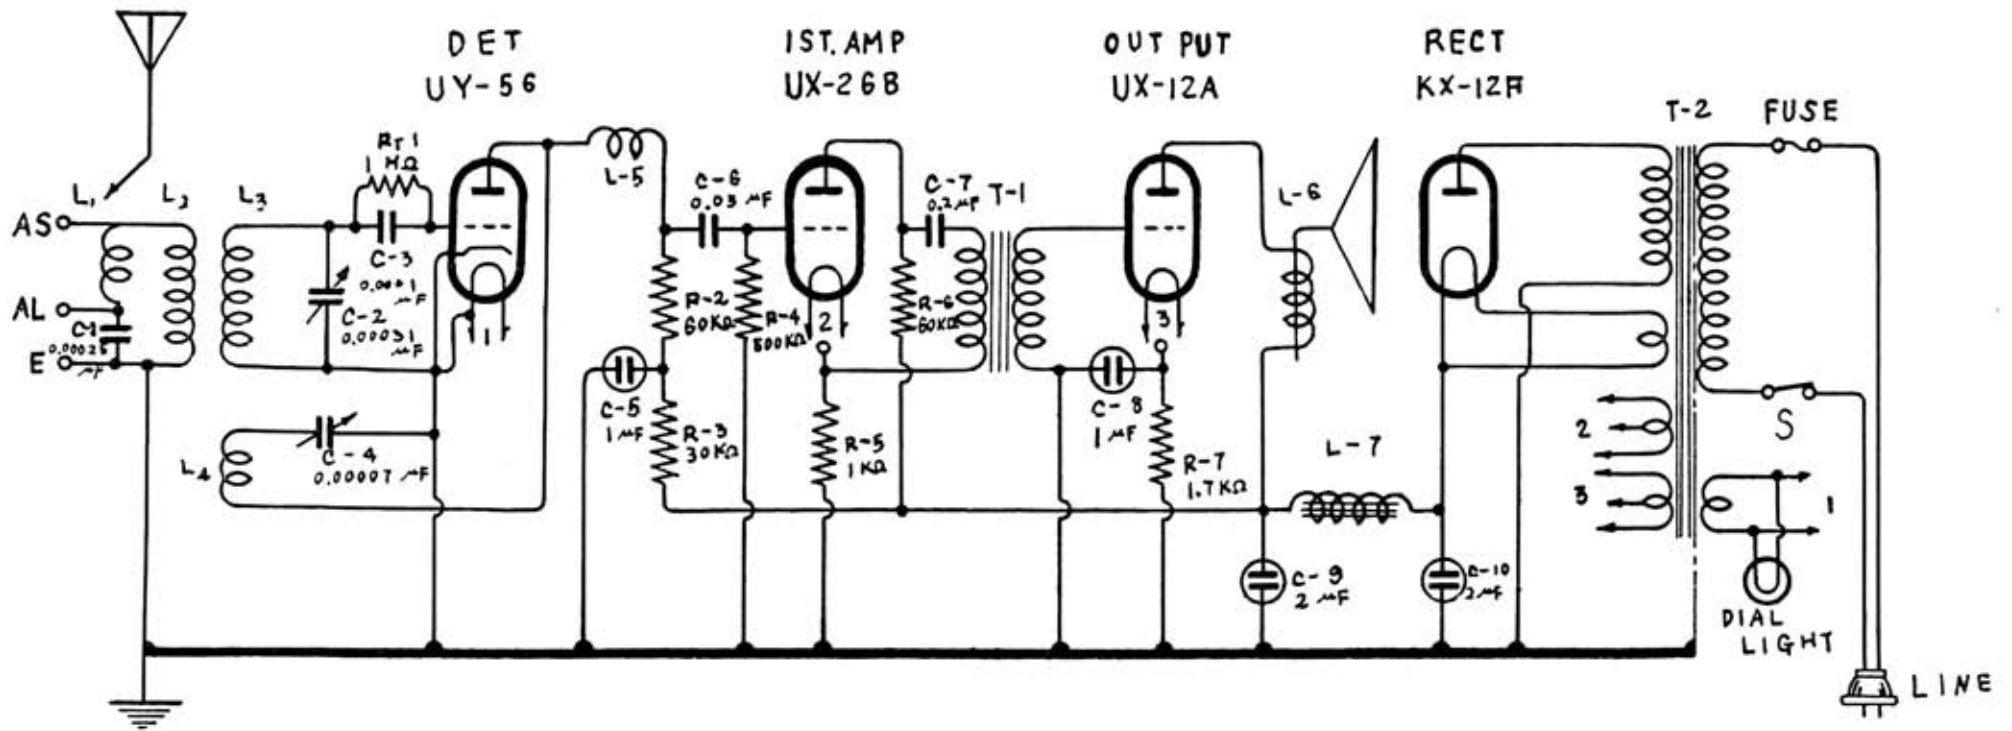 DET
UY-56
1ST. AMP
UX-26B
OUT PUT
UX-12A
RECT
KX-12F
T-2
FUSE
RT1
1 MΩ
L1
L2
L3
AS
AL
E
C-1
0.00025
μF
C-3
0.0001
μF
C-2
0.00031
μF
1
L4
C-4
0.00007 μF
L-5
C-6
0.03 μF
R-2
60KΩ
R-4
500KΩ
C-5
1μF
R-3
30KΩ
2
R-5
1KΩ
C-7
0.2μF
T-1
R-6
60KΩ
3
C-8
1μF
R-7
1.7KΩ
L-6
L-7
C-9
2μF
C-10
2μF
2
3
S
1
DIAL
LIGHT
LINE